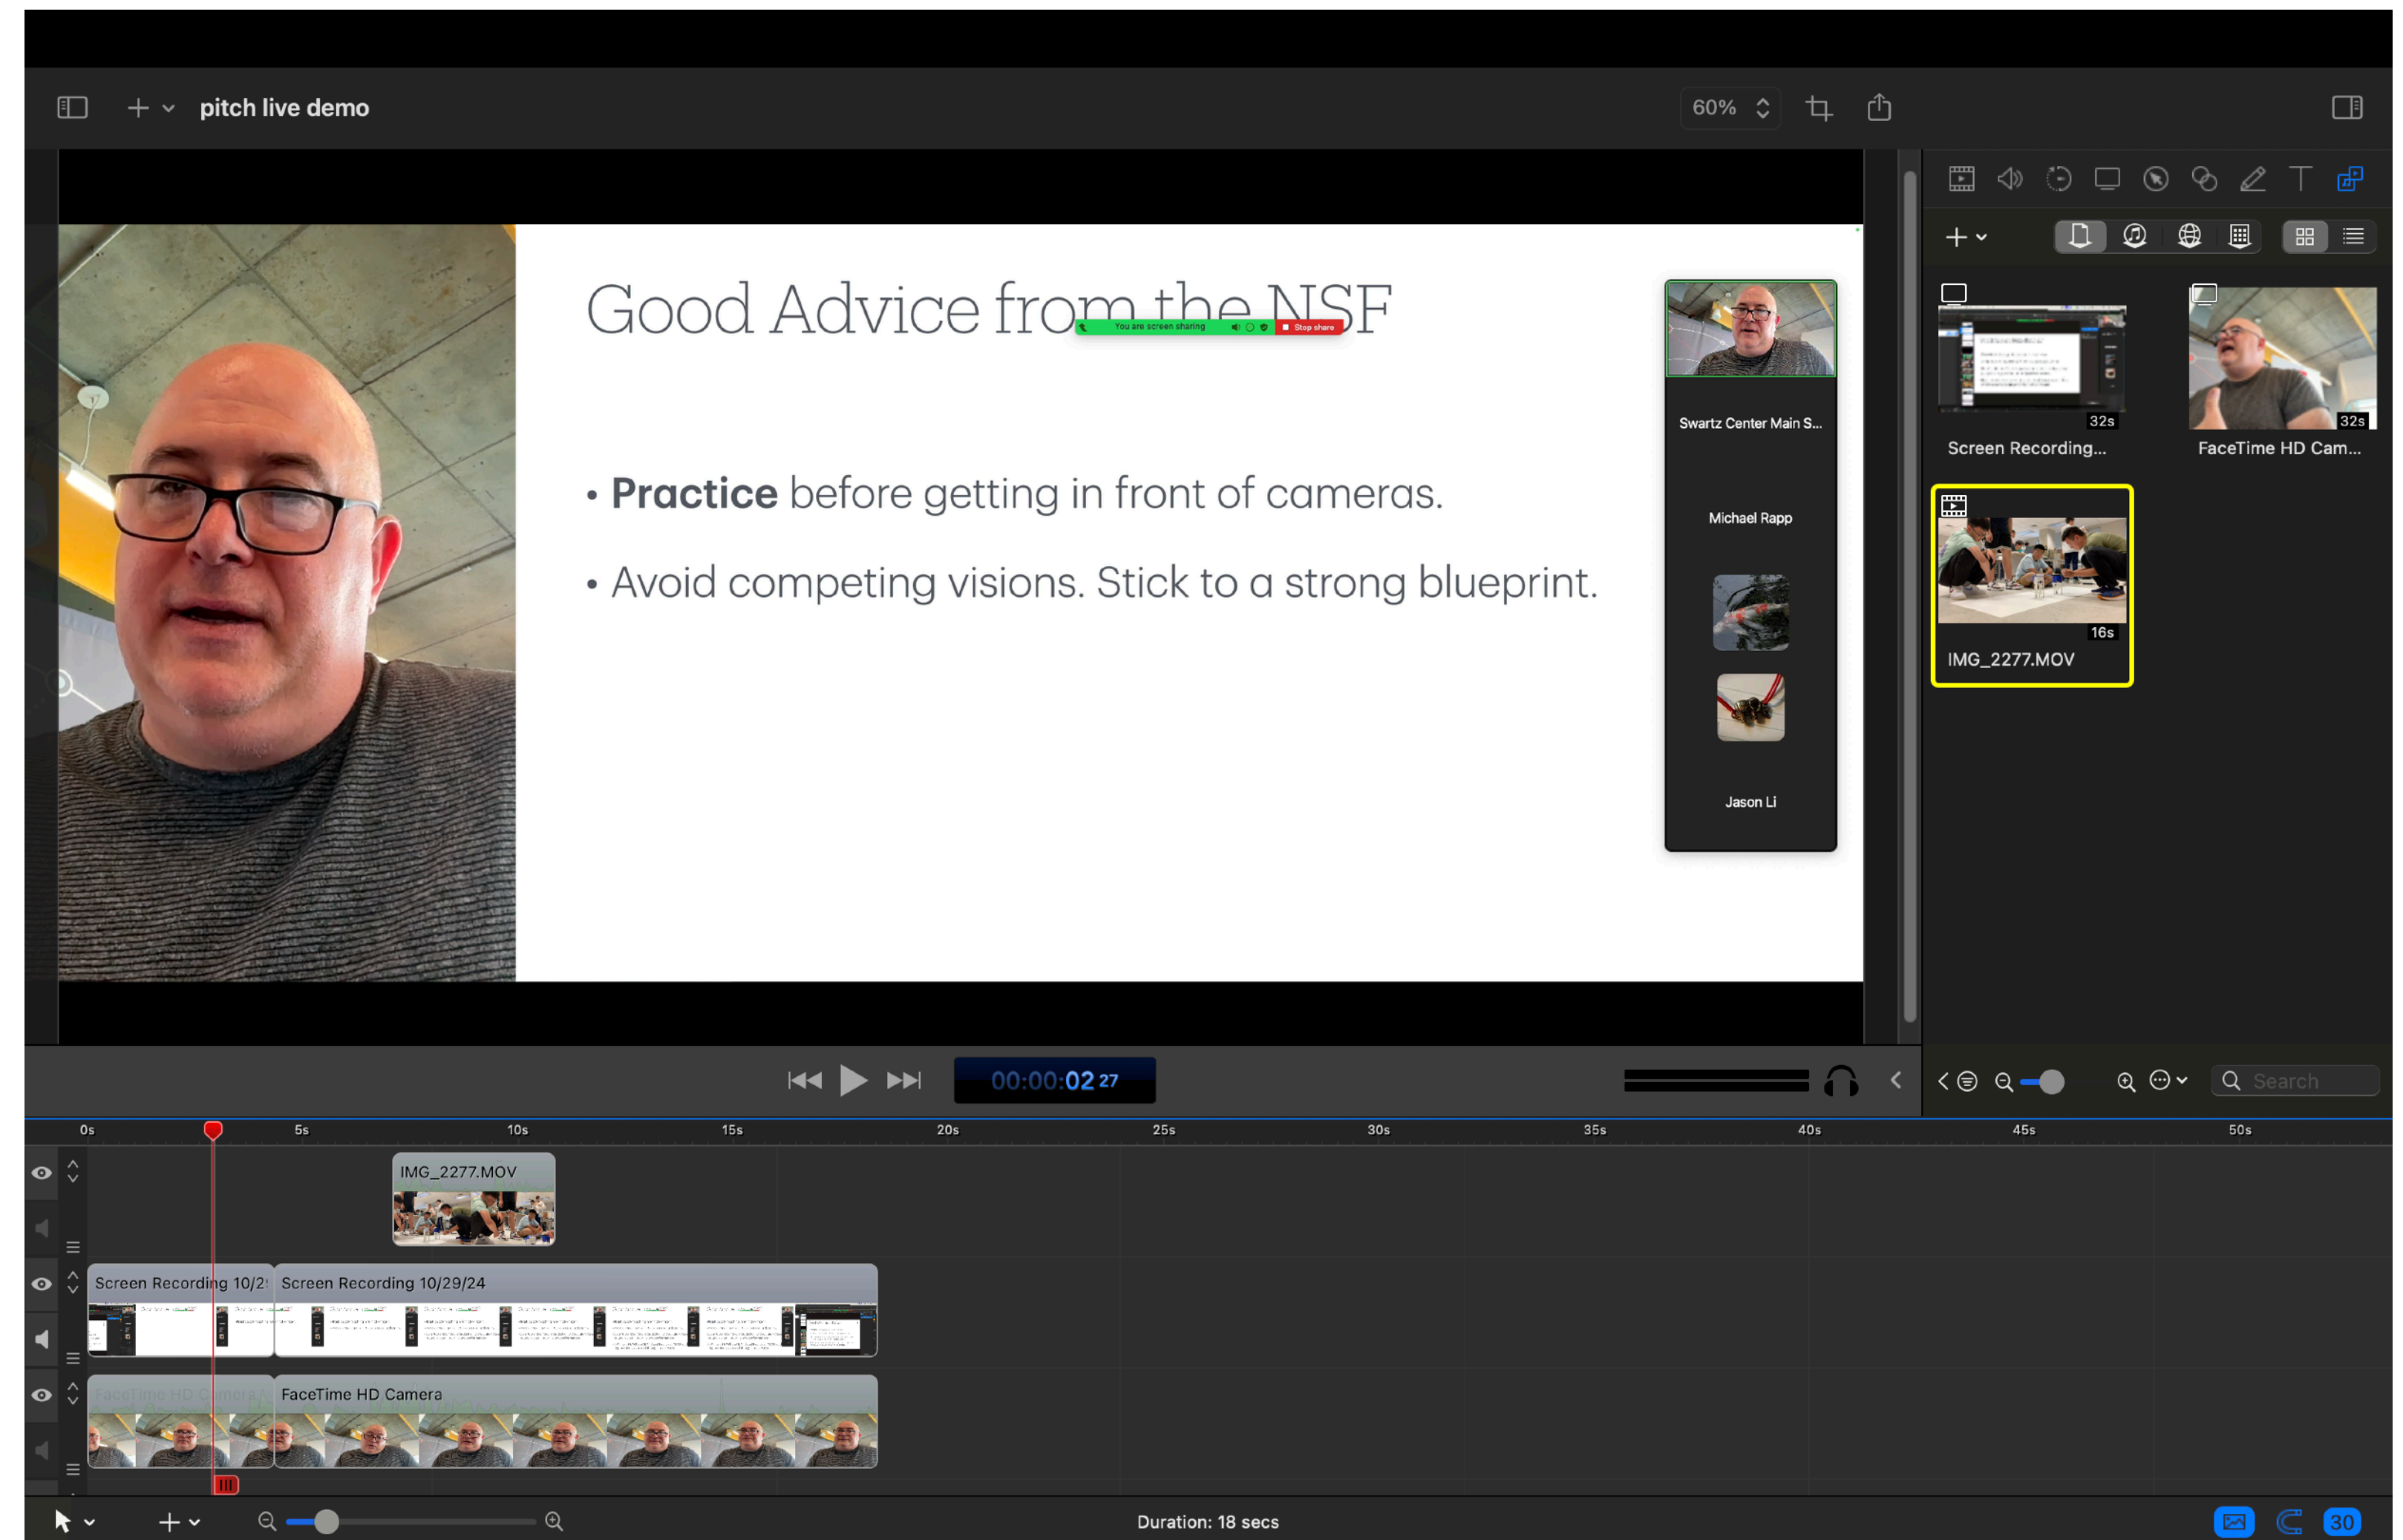 pitch live demo
60%
Good Advice from the NSF
You are screen sharing
Stop share
• Practice before getting in front of cameras.
• Avoid competing visions. Stick to a strong blueprint.
Swartz Center Main S...
Michael Rapp
Jason Li
32s
32s
Screen Recording...
FaceTime HD Cam...
16s
IMG_2277.MOV
00:00:02 27
Search
0s 5s 10s 15s 20s 25s 30s 35s 40s 45s 50s
IMG_2277.MOV
Screen Recording 10/2 Screen Recording 10/29/24
FaceTime HD Camera FaceTime HD Camera
Duration: 18 secs
30